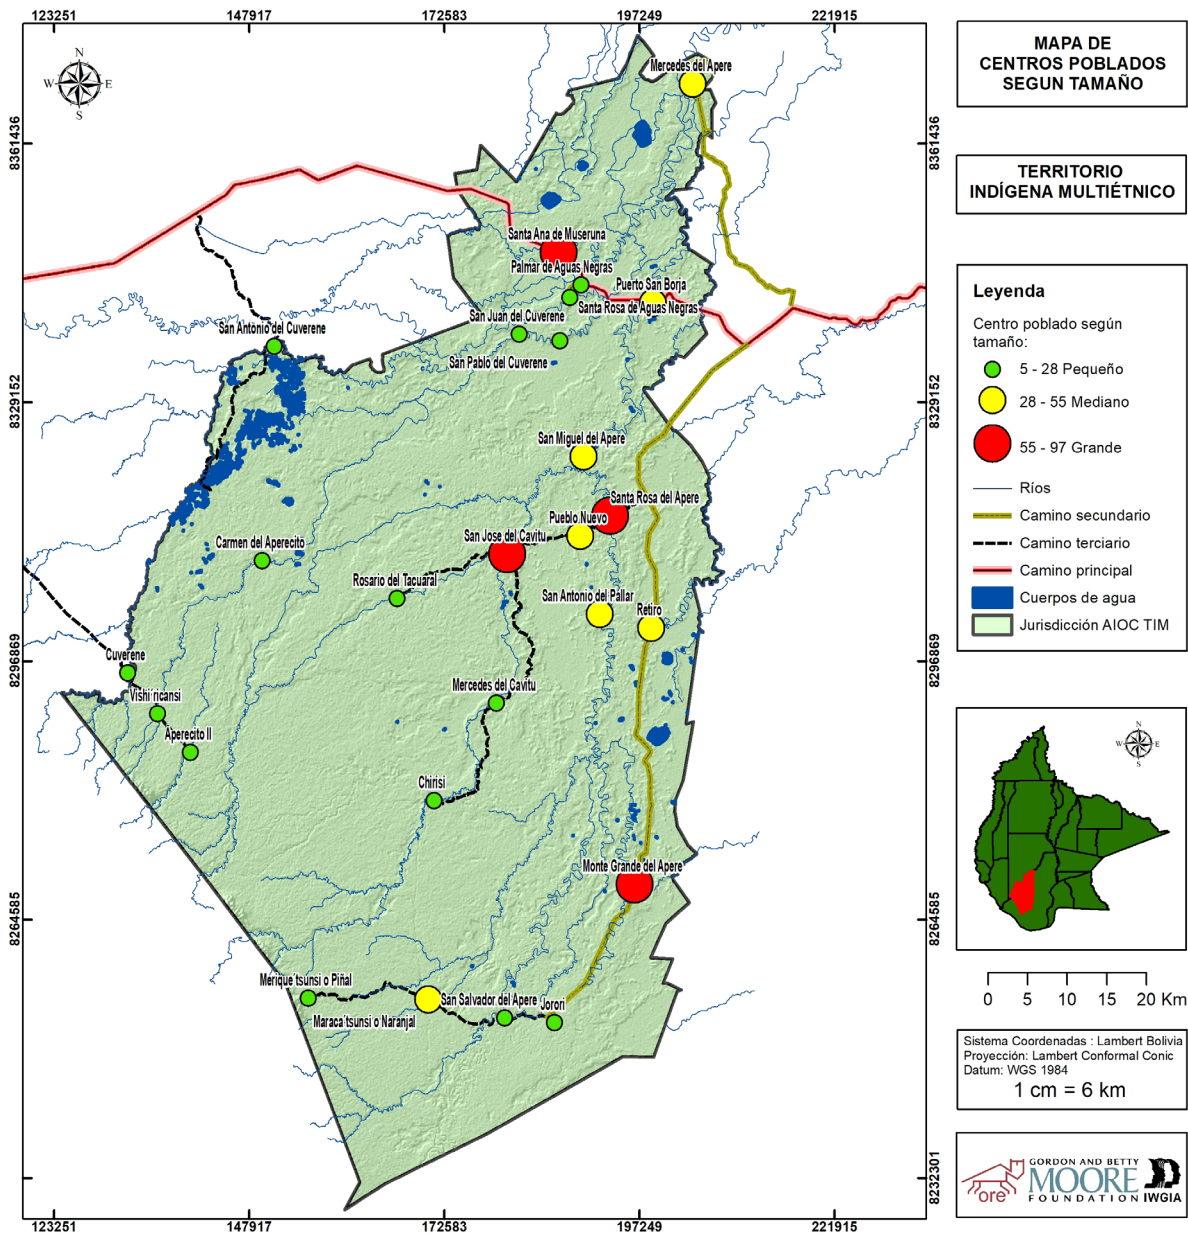 123251
147917
172583
197249
221915
N
W
E
S
8361436
8329152
8296869
8264585
8232301
Mercedes del Apere
Santa Ana de Museruna
Palmar de Aguas Negras
Puerto San Borja
Santa Rosa de Aguas Negras
San Juan del Cuverene
San Antonio del Cuverene
San Pablo del Cuverene
San Miguel del Apere
Santa Rosa del Apere
Pueblo Nuevo
San Jose del Cavitu
Carmen del Aperecito
Rosario del Tacuaral
San Antonio del Pallar
Retiro
Cuverene
Mercedes del Cavitu
Vishi´ricansi
Aperecito II
Chirisi
Monte Grande del Apere
Merique´tsunsi o Piñal
San Salvador del Apere
Jorori
Maraca´tsunsi o Naranjal
8361436
8329152
8296869
8264585
8232301
123251
147917
172583
197249
221915
MAPA DE
CENTROS POBLADOS
SEGUN TAMAÑO
TERRITORIO
INDÍGENA MULTIÉTNICO
Leyenda
Centro poblado según
tamaño:
5 - 28 Pequeño
28 - 55 Mediano
55 - 97 Grande
Ríos
Camino secundario
Camino terciario
Camino principal
Cuerpos de agua
Jurisdicción AIOC TIM
N
W
E
S
0 5 10 15 20 Km
Sistema Coordenadas : Lambert Bolivia
Proyección: Lambert Conformal Conic
Datum: WGS 1984
1 cm = 6 km
ore
GORDON AND BETTY
MOORE
FOUNDATION
IWGIA